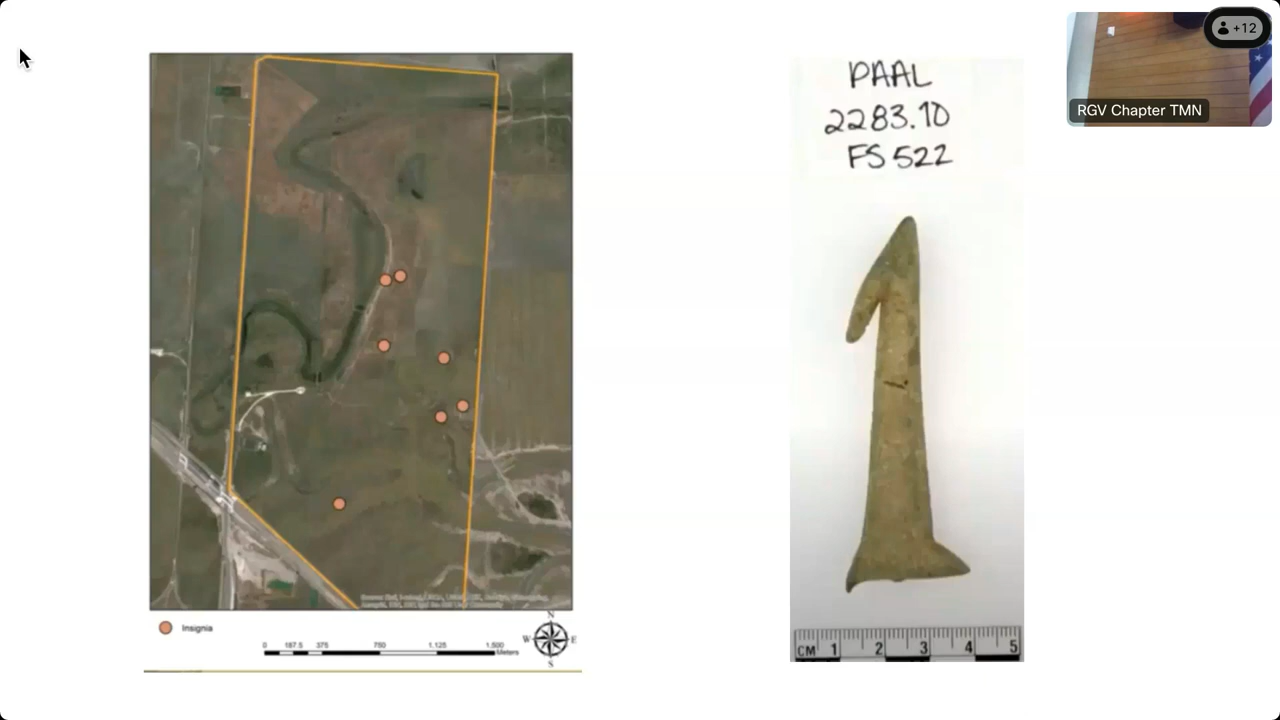 +12
RGV Chapter TMN
PAAL
2283.10
FS 522
1
CM 1 2 3 4 5
N
W E
S
Insignia
0 187.5 375 750 1,125 1,500
Meters